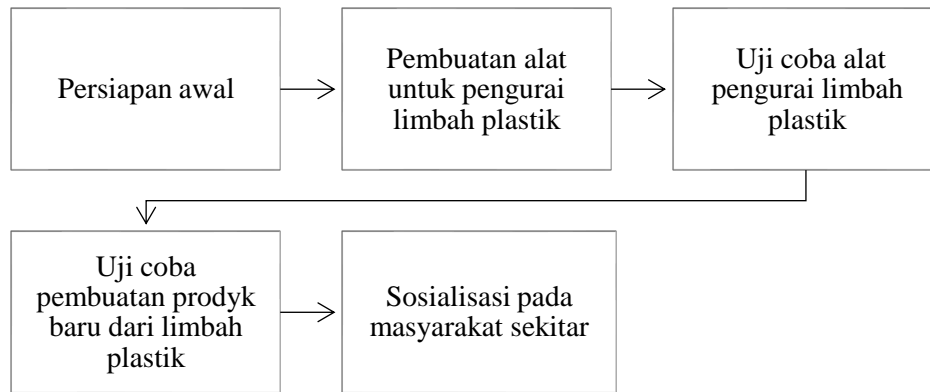 Persiapan awal
Pembuatan alat
untuk pengurai
limbah plastik
Uji coba alat
pengurai limbah
plastik
Uji coba
pembuatan prodyk
baru dari limbah
plastik
Sosialisasi pada
masyarakat sekitar